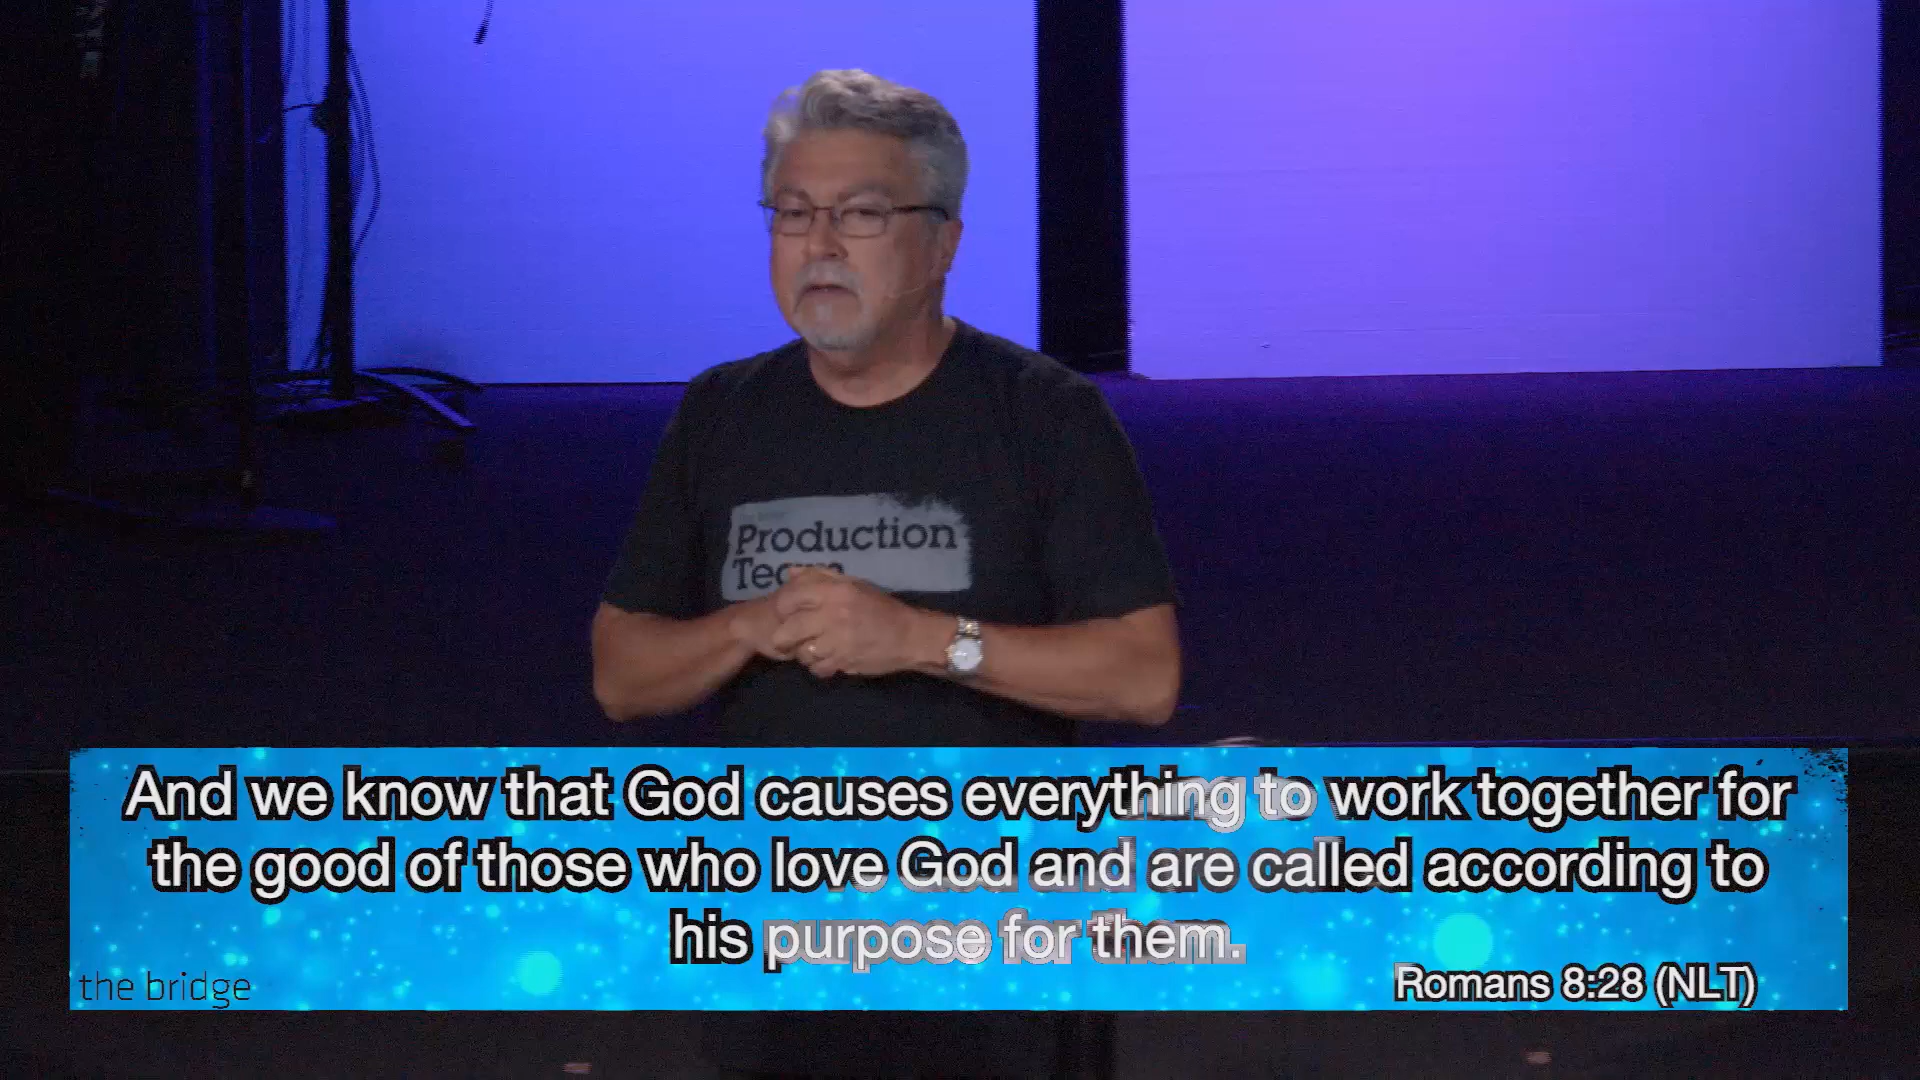 Production
Team
And we know that God causes everything to work together for
the good of those who love God and are called according to
his purpose for them.
the bridge
Romans 8:28 (NLT)